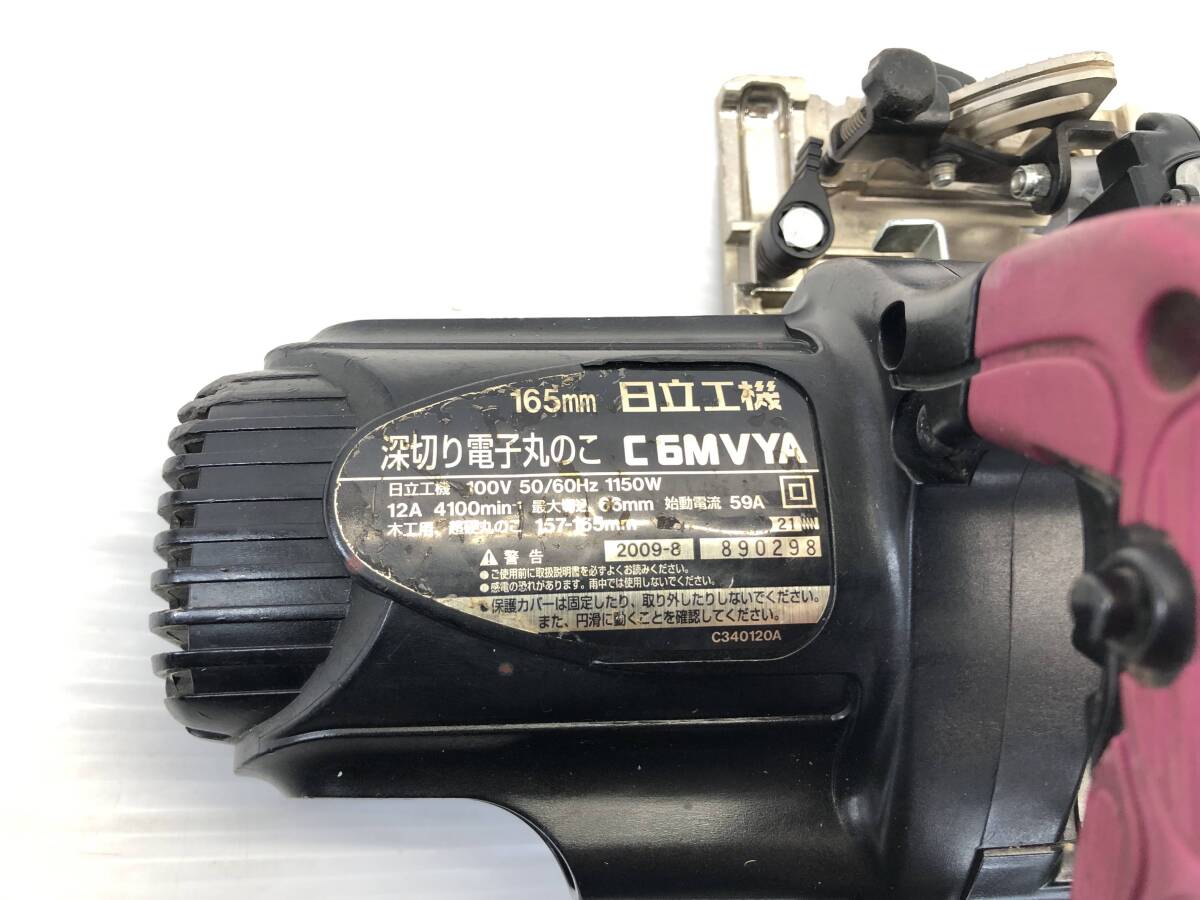 165mm 日立工機
深切り電子丸のこ C6MVYA
日立工機 100V 50/60Hz 1150W
12A 4100min⁻¹ 最大 66mm 始動電流 59A
木工用 超硬丸のこ 157-165mm
21
警告 2009-8 890298
●ご使用前に取扱説明書を必ずよくお読みください。
●感電の恐れがあります。雨中では使用しないでください。
●保護カバーは固定したり、取り外したりしないでください。
また、円滑に動くことを確認してください。
C340120A